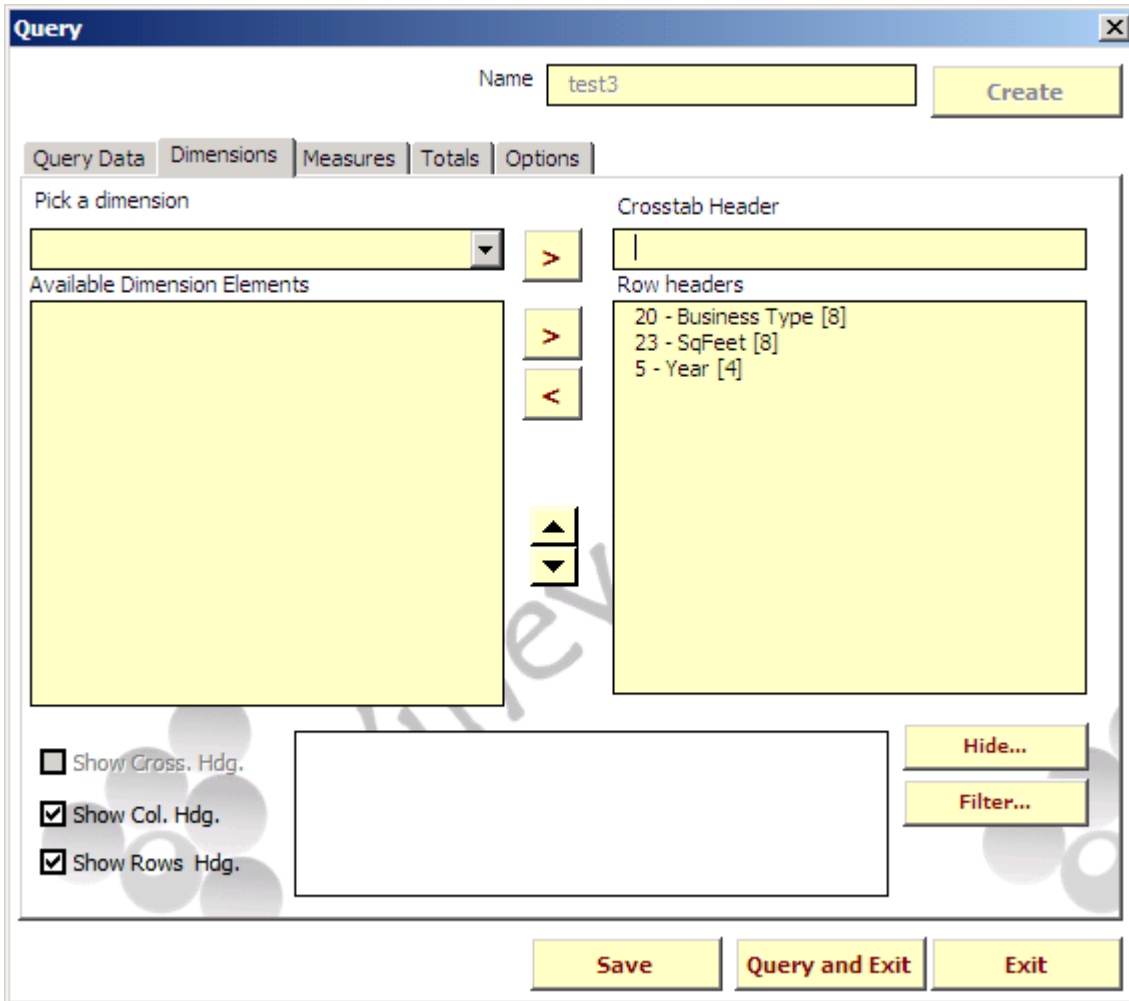 Query
Name test3 Create
Query Data Dimensions Measures Totals Options
Pick a dimension
Crosstab Header
>
Available Dimension Elements
Row headers
>
<
20 - Business Type [8]
23 - SqFeet [8]
5 - Year [4]
Show Cross. Hdg.
Show Col. Hdg.
Show Rows Hdg.
Hide...
Filter...
Save Query and Exit Exit